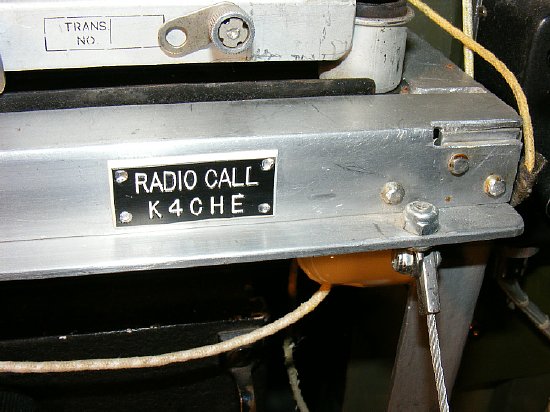 TRANS.
NO.
RADIO CALL
K4CHE